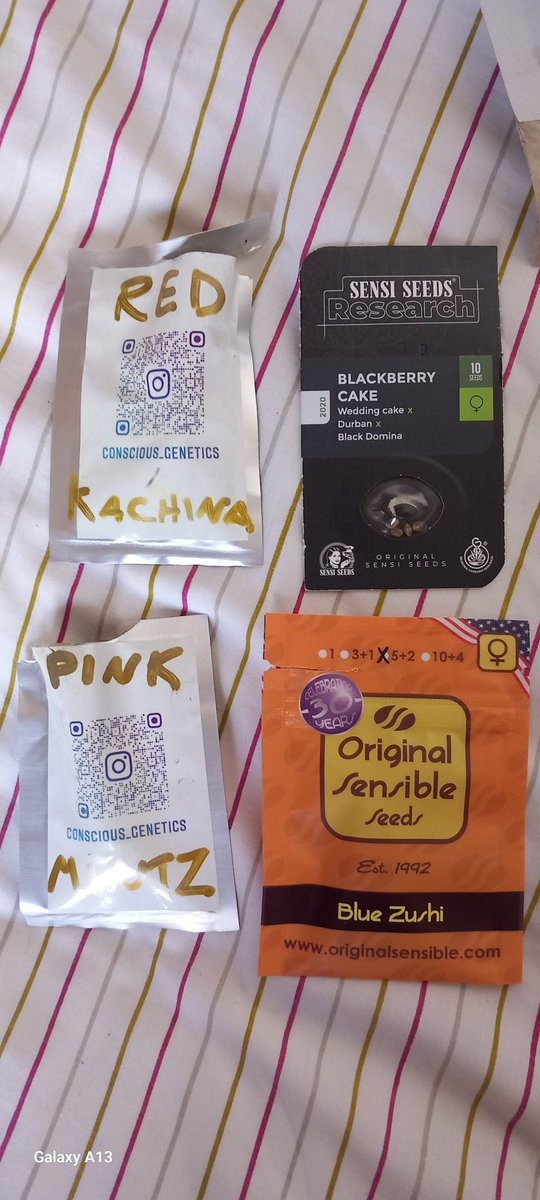 RED
CONSCIOUS_GENETICS
KACHINA
SENSI SEEDS®
Research
2020
BLACKBERRY
CAKE
Wedding cake x
Durban x
Black Domina
10
SEEDS
SENSI SEEDS
ORIGINAL
SENSI SEEDS
PINK
CONSCIOUS_GENETICS
1 3+1 X 5+2 10+4
CELEBRATING
30
YEARS
Original
Sensible
Seeds
Est. 1992
Blue Zushi
www.originalsensible.com
Galaxy A13